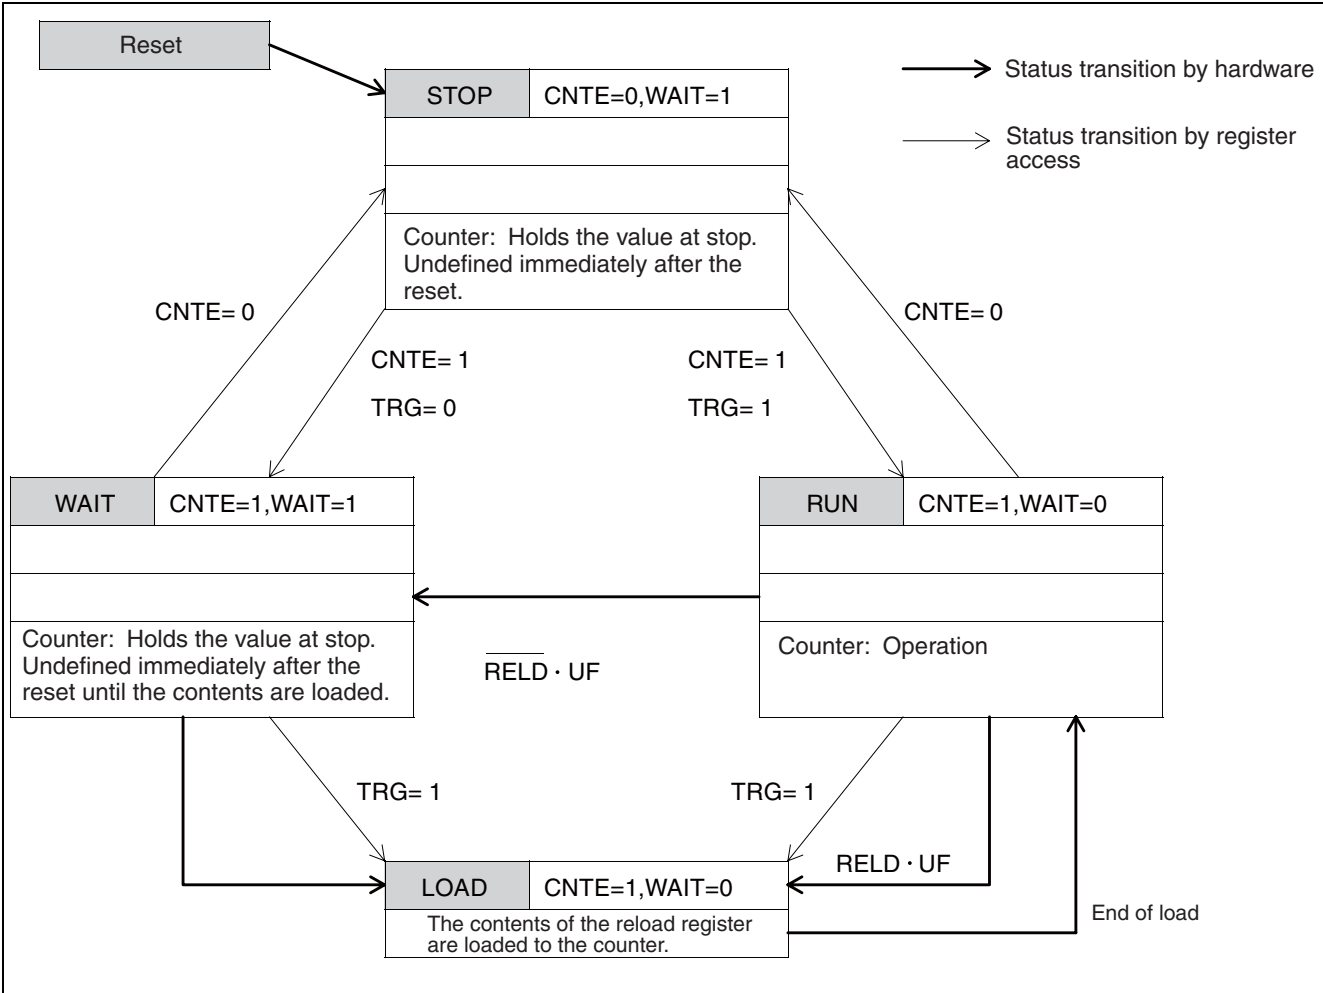 Reset
Status transition by hardware
STOP CNTE=0,WAIT=1
Status transition by register
access
Counter: Holds the value at stop.
Undefined immediately after the
reset.
CNTE= 0
CNTE= 0
CNTE= 1
CNTE= 1
TRG= 0
TRG= 1
WAIT CNTE=1,WAIT=1
RUN CNTE=1,WAIT=0
Counter: Holds the value at stop.
Undefined immediately after the
reset until the contents are loaded.
Counter: Operation
R̅E̅L̅D̅ · UF
TRG= 1
TRG= 1
RELD · UF
LOAD CNTE=1,WAIT=0
The contents of the reload register
are loaded to the counter.
End of load